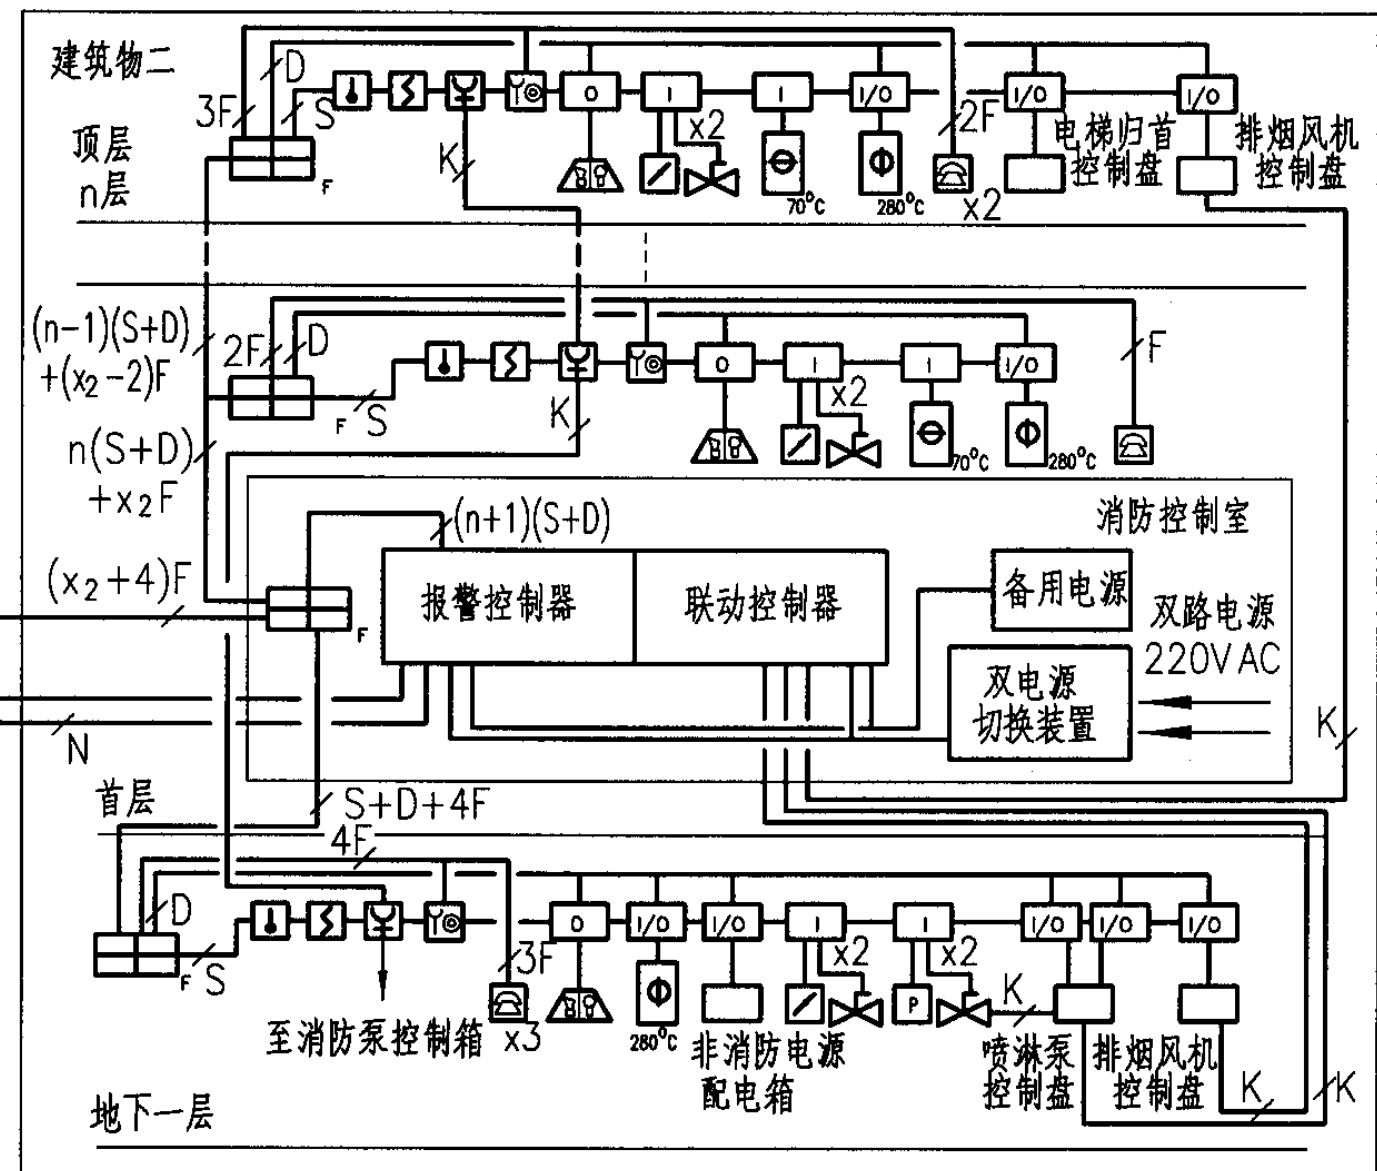 建筑物二
D
3F
S
K
O
I
I
I/O
I/O
I/O
x2
2F
电梯归首
控制盘
排烟风机
控制盘
70°C
280°C
x2
F
顶层
n层
(n-1)(S+D)
+(x₂-2)F
2F
D
F
O
I
I
I/O
x2
F
S
K
70°C
280°C
n(S+D)
+x₂F
(n+1)(S+D)
消防控制室
(x₂+4)F
F
报警控制器
联动控制器
备用电源
双路电源
220VAC
双电源
切换装置
N
K
首层
S+D+4F
4F
D
O
I/O
I/O
I
I
I/O
I/O
I/O
F
S
3F
x2
x2
P
K
至消防泵控制箱
x3
280°C
非消防电源
配电箱
喷淋泵
控制盘
排烟风机
控制盘
K
K
地下一层